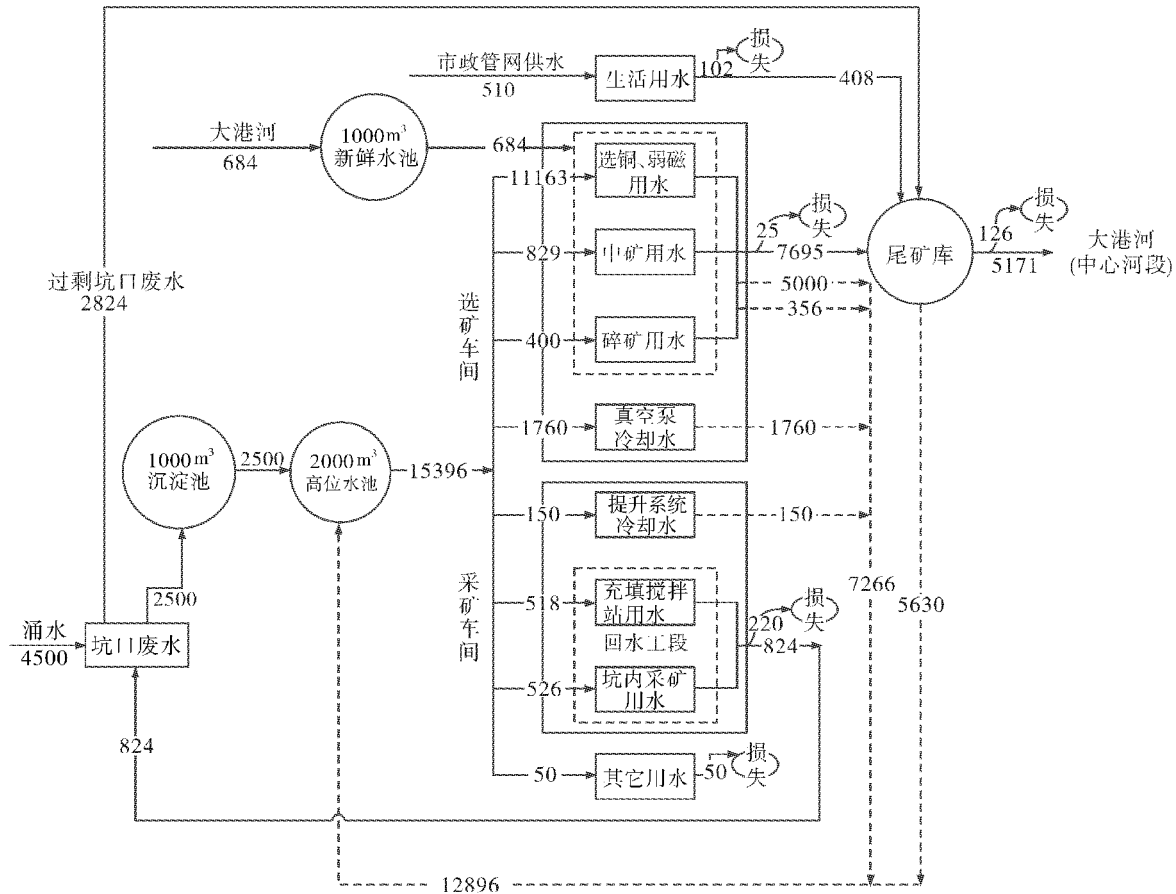 损
失
市政管网供水
510
生活用水
102
408
大港河
684
1000m³
新鲜水池
684
11163
选铜、弱磁
用水
829
中矿用水
25
损
失
7695
尾矿库
126
损
失
5171
大港河
(中心河段)
过剩坑口废水
2824
5000
356
选矿车间
400
碎矿用水
1760
真空泵
冷却水
1760
1000m³
沉淀池
2500
2000m³
高位水池
15396
150
提升系统
冷却水
150
采矿车间
7266
5630
2500
518
充填搅拌
站用水
回水工段
220
损
失
824
涌水
4500
坑口废水
526
坑内采矿
用水
824
50
其它用水
50
损
失
12896